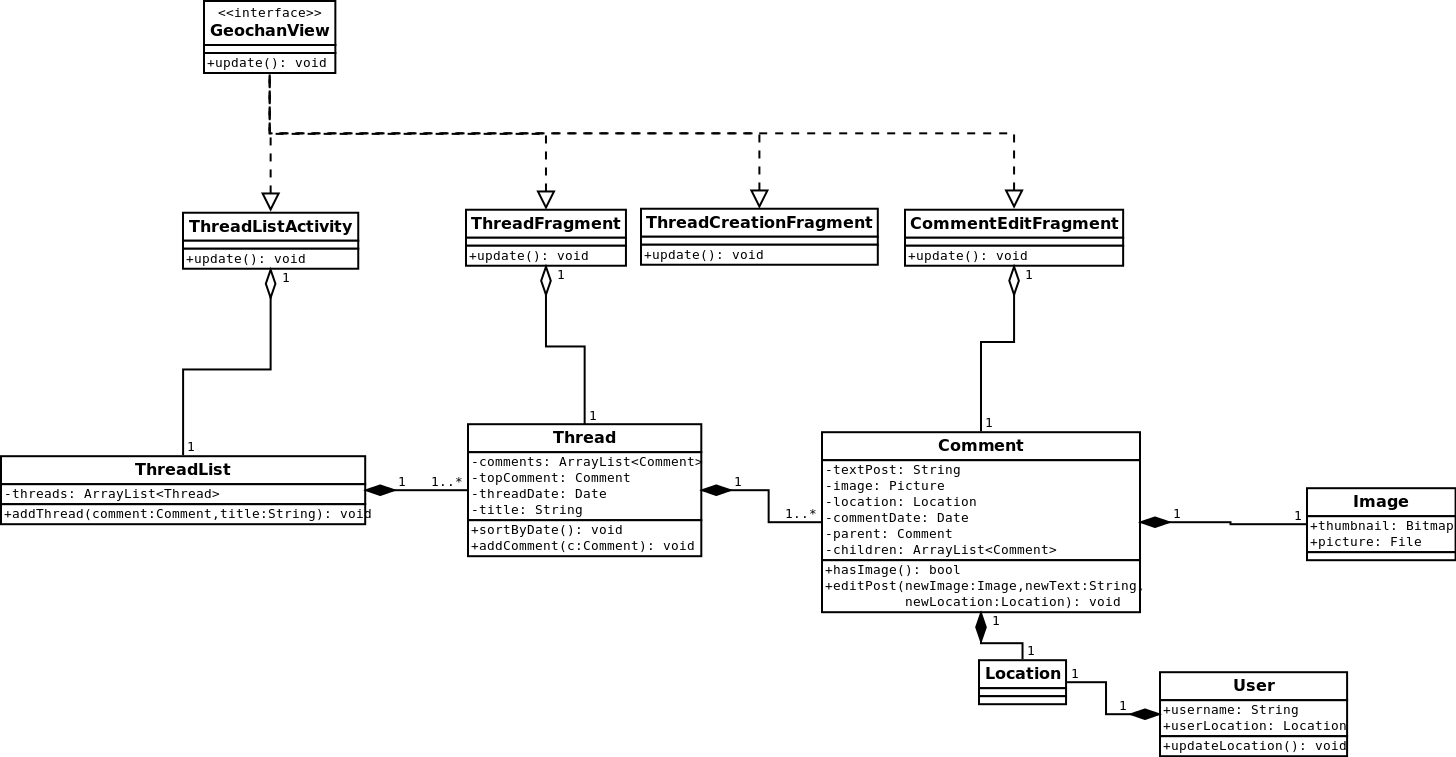 <<interface>>
GeochanView
+update(): void
ThreadListActivity
+update(): void
1
ThreadFragment
+update(): void
1
ThreadCreationFragment
+update(): void
CommentEditFragment
+update(): void
1
1
ThreadList
-threads: ArrayList<Thread>
+addThread(comment:Comment,title:String): void
1
1..*
1
Thread
-comments: ArrayList<Comment>
-topComment: Comment
-threadDate: Date
-title: String
+sortByDate(): void
+addComment(c:Comment): void
1
1..*
1
Comment
-textPost: String
-image: Picture
-location: Location
-commentDate: Date
-parent: Comment
-children: ArrayList<Comment>
+hasImage(): bool
+editPost(newImage:Image,newText:String,
newLocation:Location): void
1
1
Image
+thumbnail: Bitmap
+picture: File
1
1
Location
1
1
User
+username: String
+userLocation: Location
+updateLocation(): void